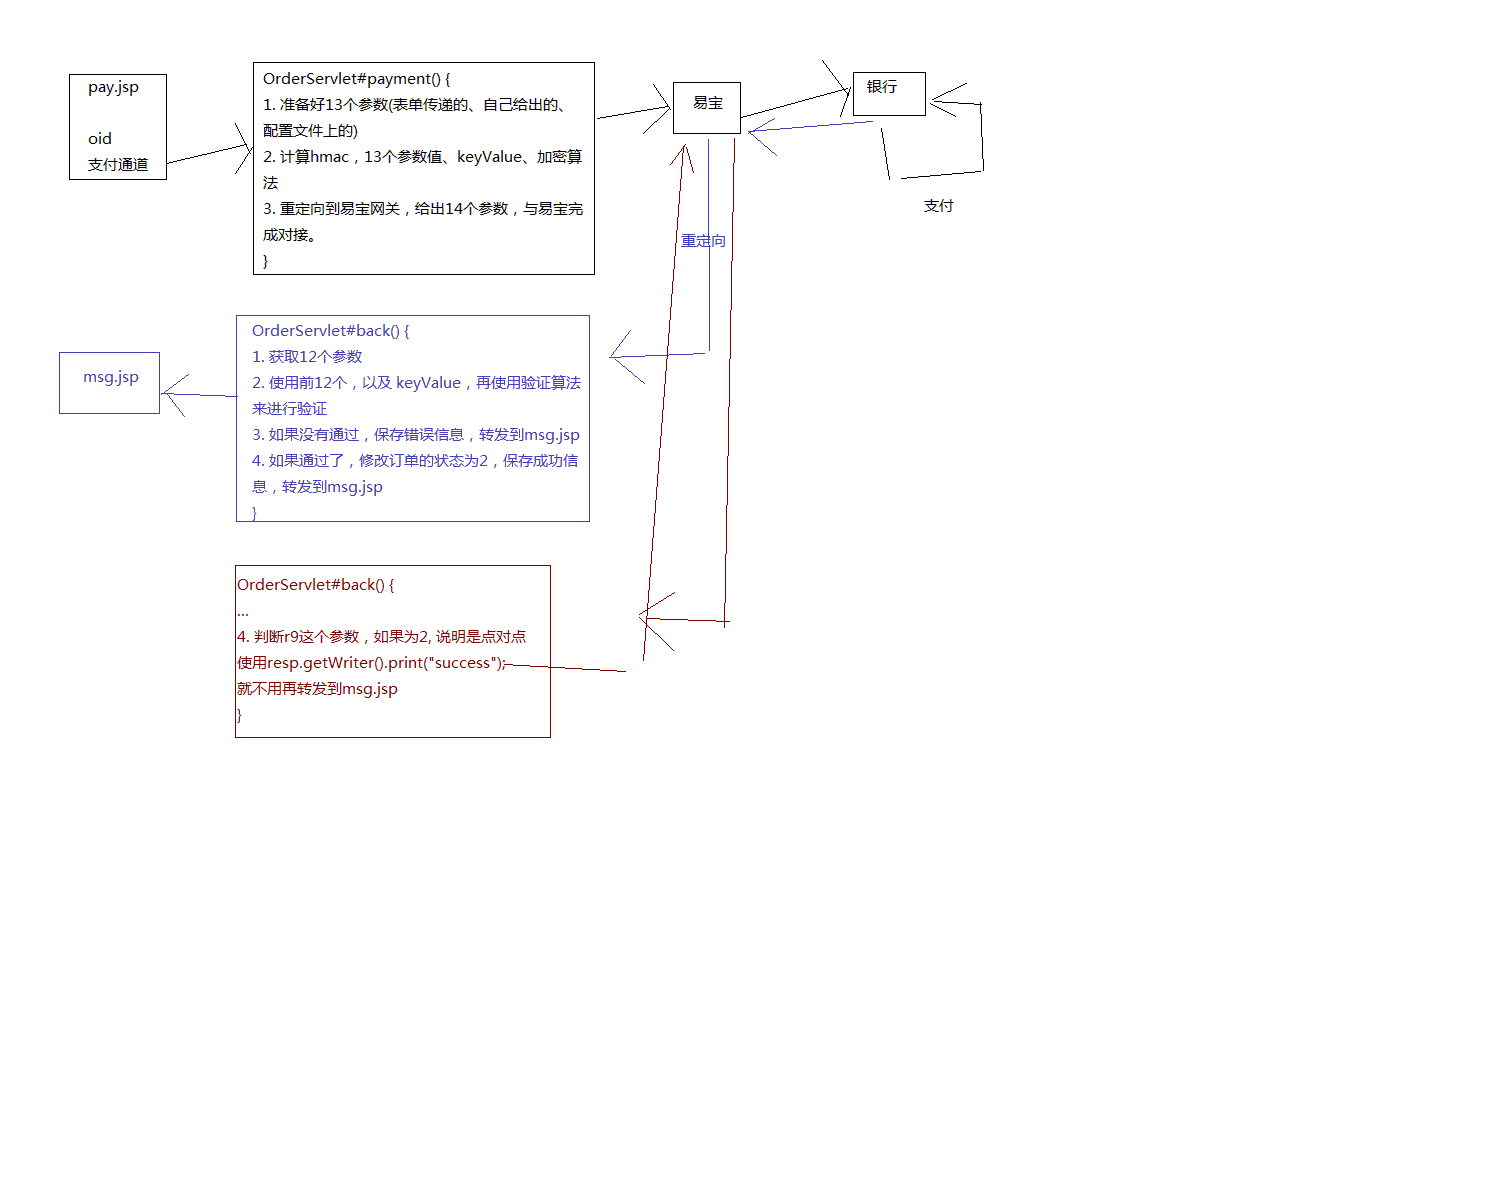 pay.jsp
oid
支付通道
OrderServlet#payment() {
1. 准备好13个参数(表单传递的、自己给出的、
配置文件上的)
2. 计算hmac，13个参数值、keyValue、加密算
法
3. 重定向到易宝网关，给出14个参数，与易宝完
成对接。
}
易宝
银行
支付
重定向
OrderServlet#back() {
1. 获取12个参数
2. 使用前12个，以及 keyValue，再使用验证算法
来进行验证
3. 如果没有通过，保存错误信息，转发到msg.jsp
4. 如果通过了，修改订单的状态为2，保存成功信
息，转发到msg.jsp
}
msg.jsp
OrderServlet#back() {
...
4. 判断r9这个参数，如果为2, 说明是点对点
使用resp.getWriter().print("success");
就不用再转发到msg.jsp
}